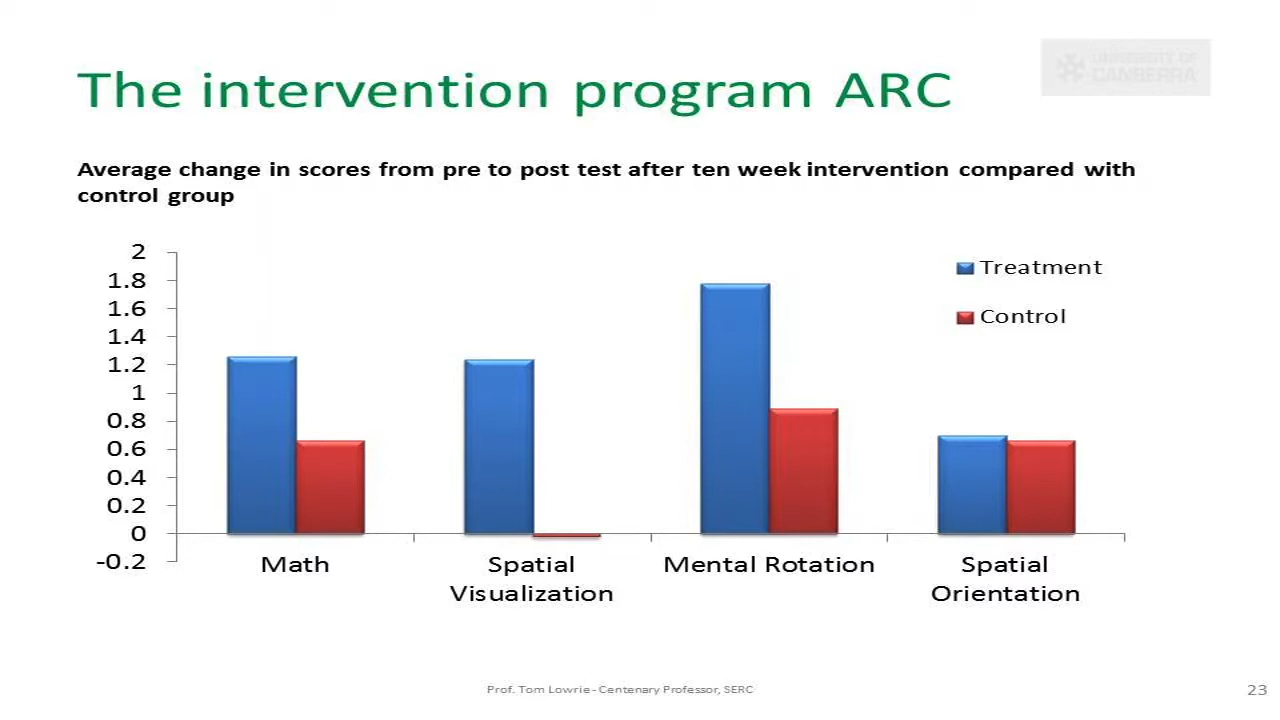 The intervention program ARC
UNIVERSITY OF
CANBERRA
Average change in scores from pre to post test after ten week intervention compared with
control group
2
1.8
1.6
1.4
1.2
1
0.8
0.6
0.4
0.2
0
-0.2
Treatment
Control
Math
Spatial
Visualization
Mental Rotation
Spatial
Orientation
Prof. Tom Lowrie - Centenary Professor, SERC
23